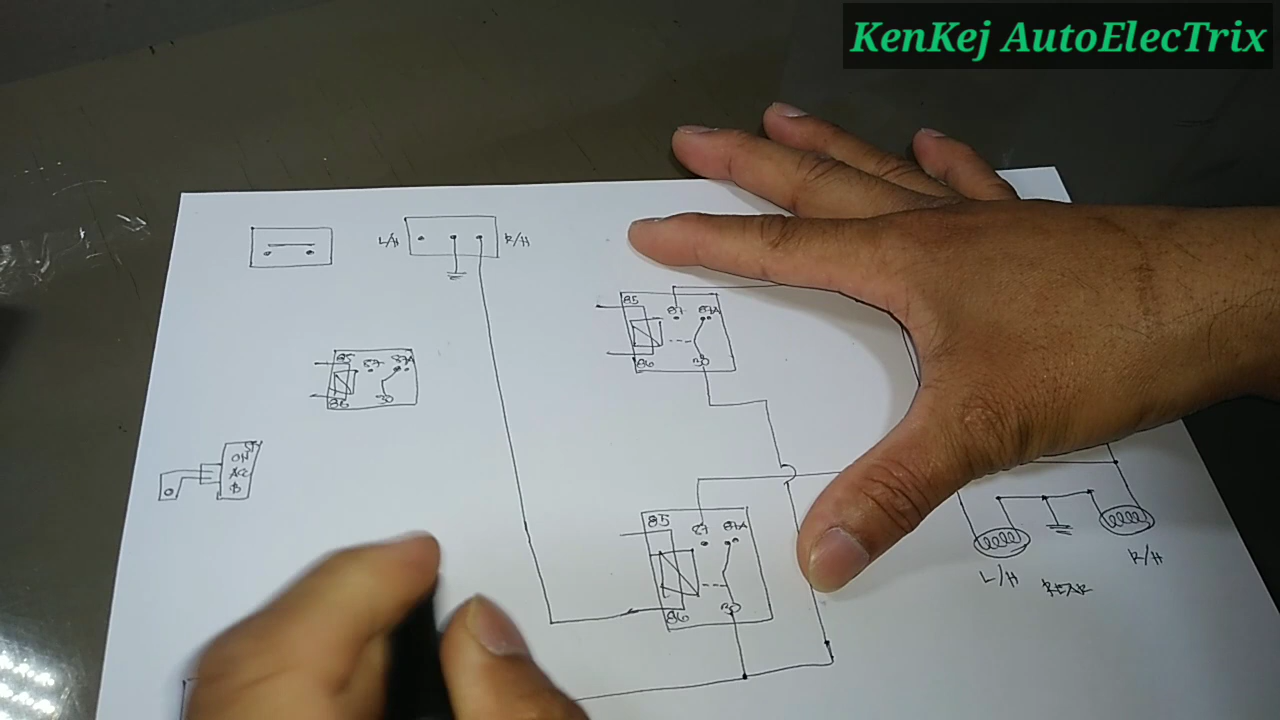 KenKej AutoElecTrix
L/H
R/H
85
87
87A
86
30
85
87
87A
86
30
ON
ACC
B
85
87
87A
86
30
L/H
REAR
R/H